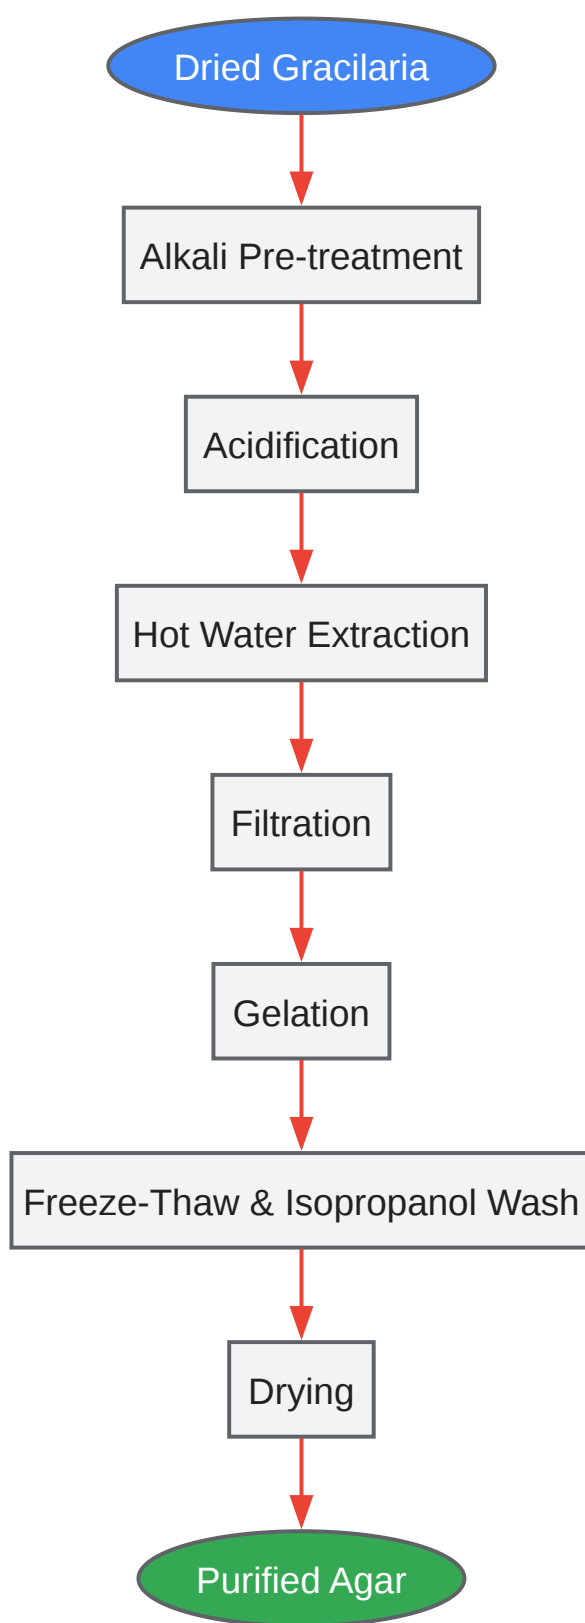 Dried Gracilaria
Alkali Pre-treatment
Acidification
Hot Water Extraction
Filtration
Gelation
Freeze-Thaw & Isopropanol Wash
Drying
Purified Agar